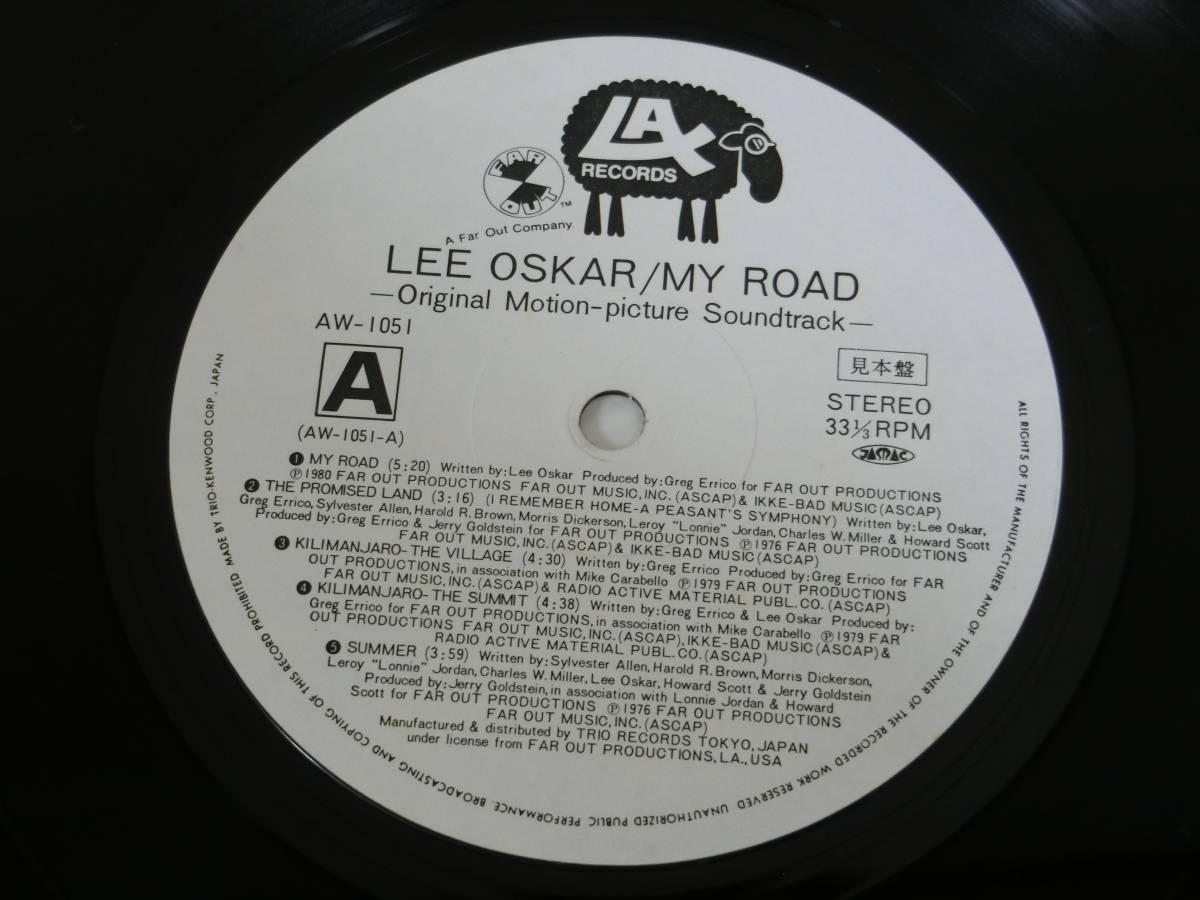 LAX
RECORDS
FAR
OUT
TM
A Far Out Company
LEE OSKAR/MY ROAD
—Original Motion-picture Soundtrack—
AW-1051
A
(AW-1051-A)
見本盤
STEREO
33 1/3 RPM
JASRAC
❶ MY ROAD (5:20) Written by: Lee Oskar Produced by: Greg Errico for FAR OUT PRODUCTIONS
Ⓟ1980 FAR OUT PRODUCTIONS FAR OUT MUSIC, INC. (ASCAP) & IKKE-BAD MUSIC (ASCAP)
❷ THE PROMISED LAND (3:16) (I REMEMBER HOME-A PEASANT'S SYMPHONY) Written by: Lee Oskar,
Greg Errico, Sylvester Allen, Harold R. Brown, Morris Dickerson, Leroy "Lonnie" Jordan, Charles W. Miller & Howard Scott
Produced by: Greg Errico & Jerry Goldstein for FAR OUT PRODUCTIONS Ⓟ1976 FAR OUT PRODUCTIONS
FAR OUT MUSIC, INC. (ASCAP) & IKKE-BAD MUSIC (ASCAP)
❸ KILIMANJARO-THE VILLAGE (4:30) Written by: Greg Errico Produced by: Greg Errico for FAR
OUT PRODUCTIONS, in association with Mike Carabello Ⓟ1979 FAR OUT PRODUCTIONS
FAR OUT MUSIC, INC. (ASCAP) & RADIO ACTIVE MATERIAL PUBL. CO. (ASCAP)
❹ KILIMANJARO-THE SUMMIT (4:38) Written by: Greg Errico & Lee Oskar Produced by:
Greg Errico for FAR OUT PRODUCTIONS, in association with Mike Carabello Ⓟ1979 FAR
OUT PRODUCTIONS FAR OUT MUSIC, INC. (ASCAP), IKKE-BAD MUSIC (ASCAP) &
RADIO ACTIVE MATERIAL PUBL. CO. (ASCAP)
❺ SUMMER (3:59) Written by: Sylvester Allen, Harold R. Brown, Morris Dickerson,
Leroy "Lonnie" Jordan, Charles W. Miller, Lee Oskar, Howard Scott & Jerry Goldstein
Produced by: Jerry Goldstein, in association with Lonnie Jordan & Howard
Scott for FAR OUT PRODUCTIONS Ⓟ1976 FAR OUT PRODUCTIONS
FAR OUT MUSIC, INC. (ASCAP)
Manufactured & distributed by TRIO RECORDS TOKYO, JAPAN
under license from FAR OUT PRODUCTIONS, LA., USA
ALL RIGHTS OF THE MANUFACTURER AND OF THE OWNER OF THE RECORDED WORK RESERVED UNAUTHORIZED PUBLIC PERFORMANCE. BROADCASTING AND COPYING OF THIS RECORD PROHIBITED MADE BY TRIO-KENWOOD CORP., JAPAN